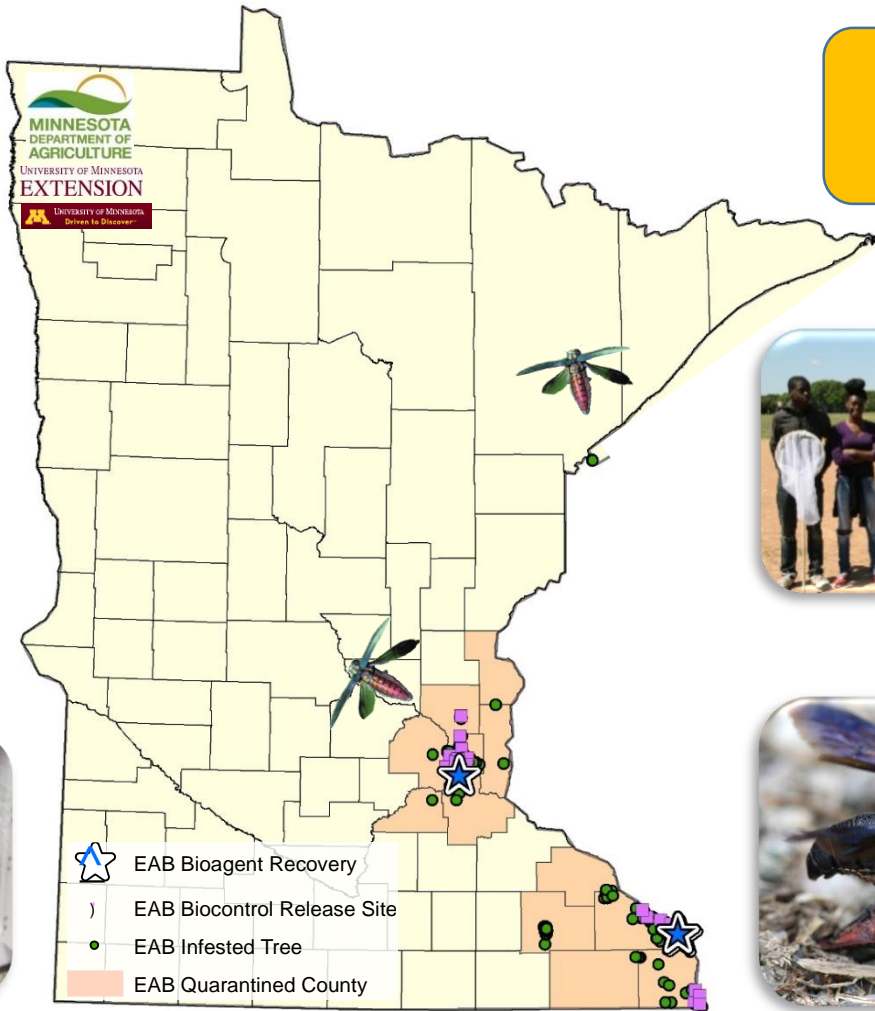 MINNESOTA
DEPARTMENT OF
AGRICULTURE
UNIVERSITY OF MINNESOTA
EXTENSION
M UNIVERSITY OF MINNESOTA
Driven to Discover℠
EAB Bioagent Recovery
EAB Biocontrol Release Site
EAB Infested Tree
EAB Quarantined County